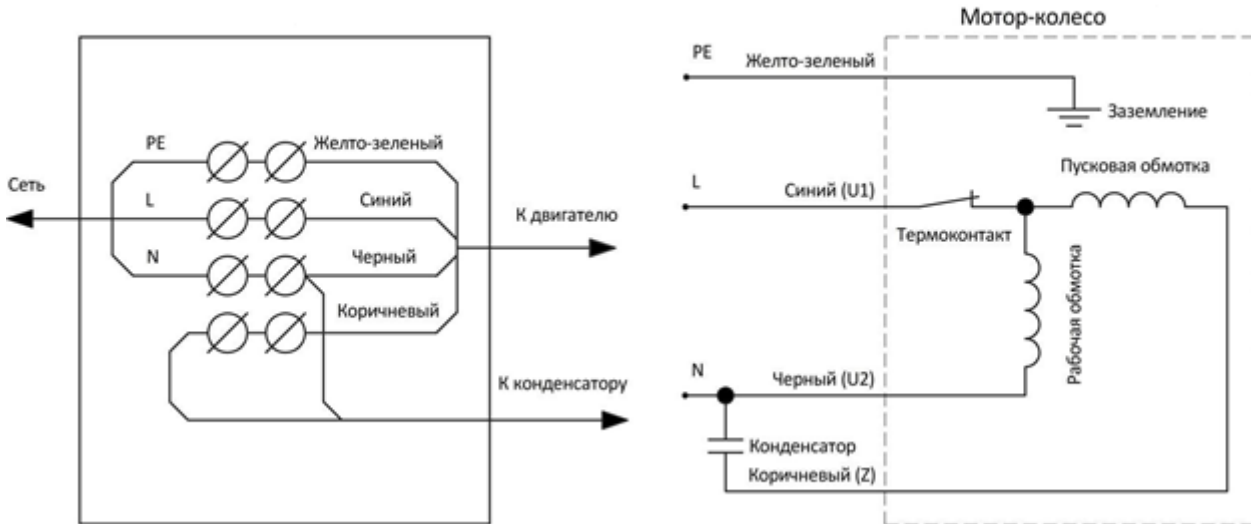 Сеть
PE
L
N
Желто-зеленый
Синий
Черный
Коричневый
К двигателю
К конденсатору
Мотор-колесо
PE
Желто-зеленый
Заземление
L
Синий (U1)
Термоконтакт
Пусковая обмотка
Рабочая обмотка
N
Черный (U2)
Конденсатор
Коричневый (Z)